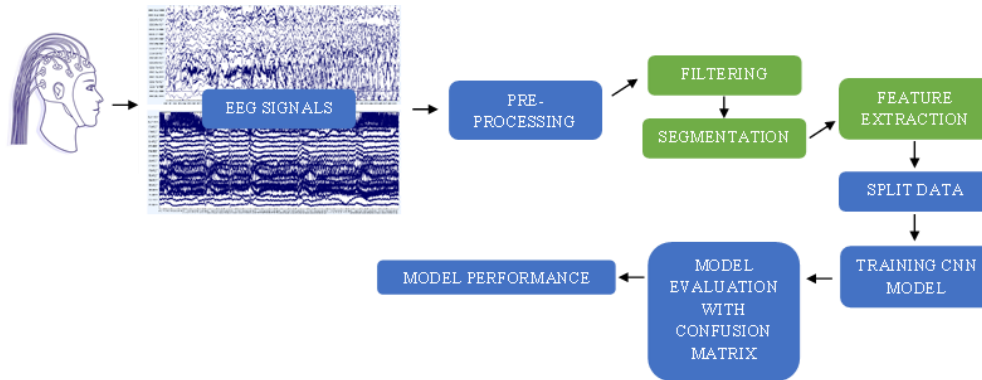 EEG SIGNALS
PRE-
PROCESSING
FILTERING
SEGMENTATION
FEATURE
EXTRACTION
SPLIT DATA
TRAINING CNN
MODEL
MODEL
EVALUATION
WITH
CONFUSION
MATRIX
MODEL PERFORMANCE